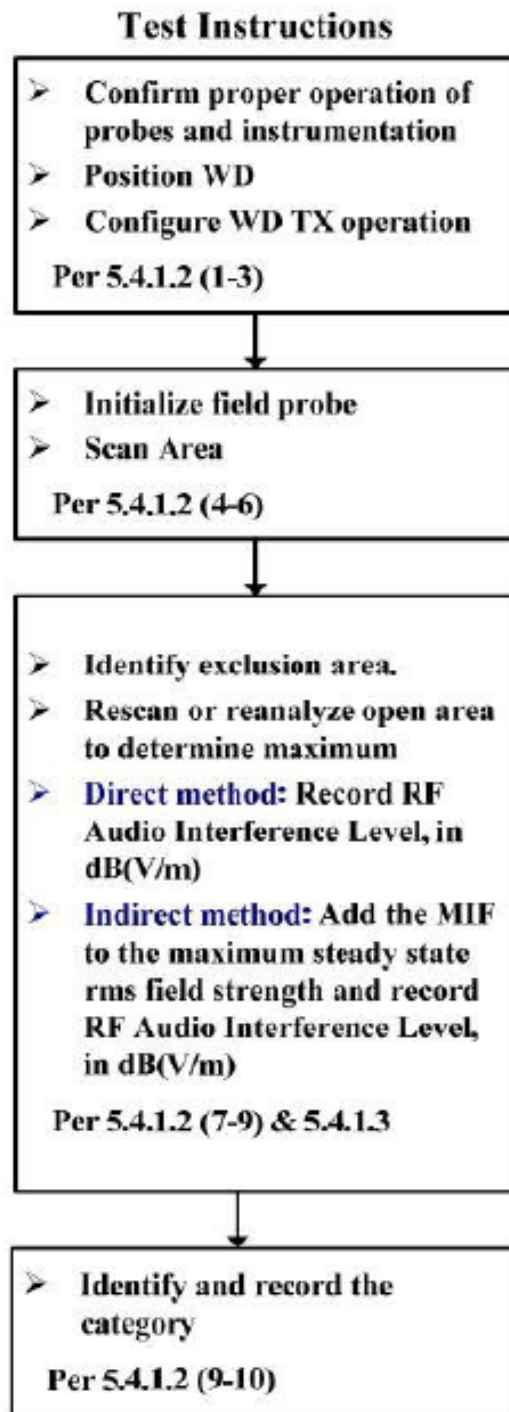 Test Instructions
➢ Confirm proper operation of
probes and instrumentation
➢ Position WD
➢ Configure WD TX operation
Per 5.4.1.2 (1-3)
➢ Initialize field probe
➢ Scan Area
Per 5.4.1.2 (4-6)
➢ Identify exclusion area.
➢ Rescan or reanalyze open area
to determine maximum
➢ Direct method: Record RF
Audio Interference Level, in
dB(V/m)
➢ Indirect method: Add the MIF
to the maximum steady state
rms field strength and record
RF Audio Interference Level,
in dB(V/m)
Per 5.4.1.2 (7-9) & 5.4.1.3
➢ Identify and record the
category
Per 5.4.1.2 (9-10)